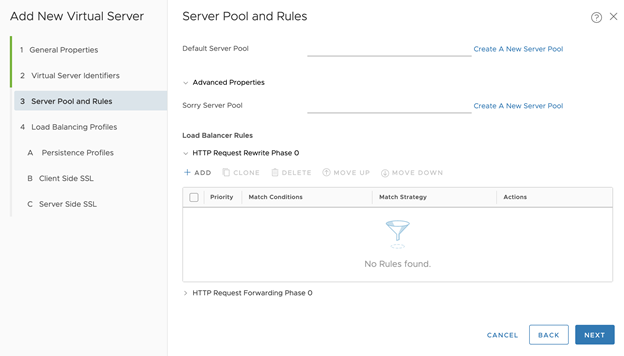 Add New Virtual Server
1 General Properties
2 Virtual Server Identifiers
3 Server Pool and Rules
4 Load Balancing Profiles
A Persistence Profiles
B Client Side SSL
C Server Side SSL
Server Pool and Rules
Default Server Pool Create A New Server Pool
Advanced Properties
Sorry Server Pool Create A New Server Pool
Load Balancer Rules
HTTP Request Rewrite Phase 0
+ ADD CLONE DELETE MOVE UP MOVE DOWN
Priority Match Conditions Match Strategy Actions
No Rules found.
HTTP Request Forwarding Phase 0
CANCEL BACK NEXT